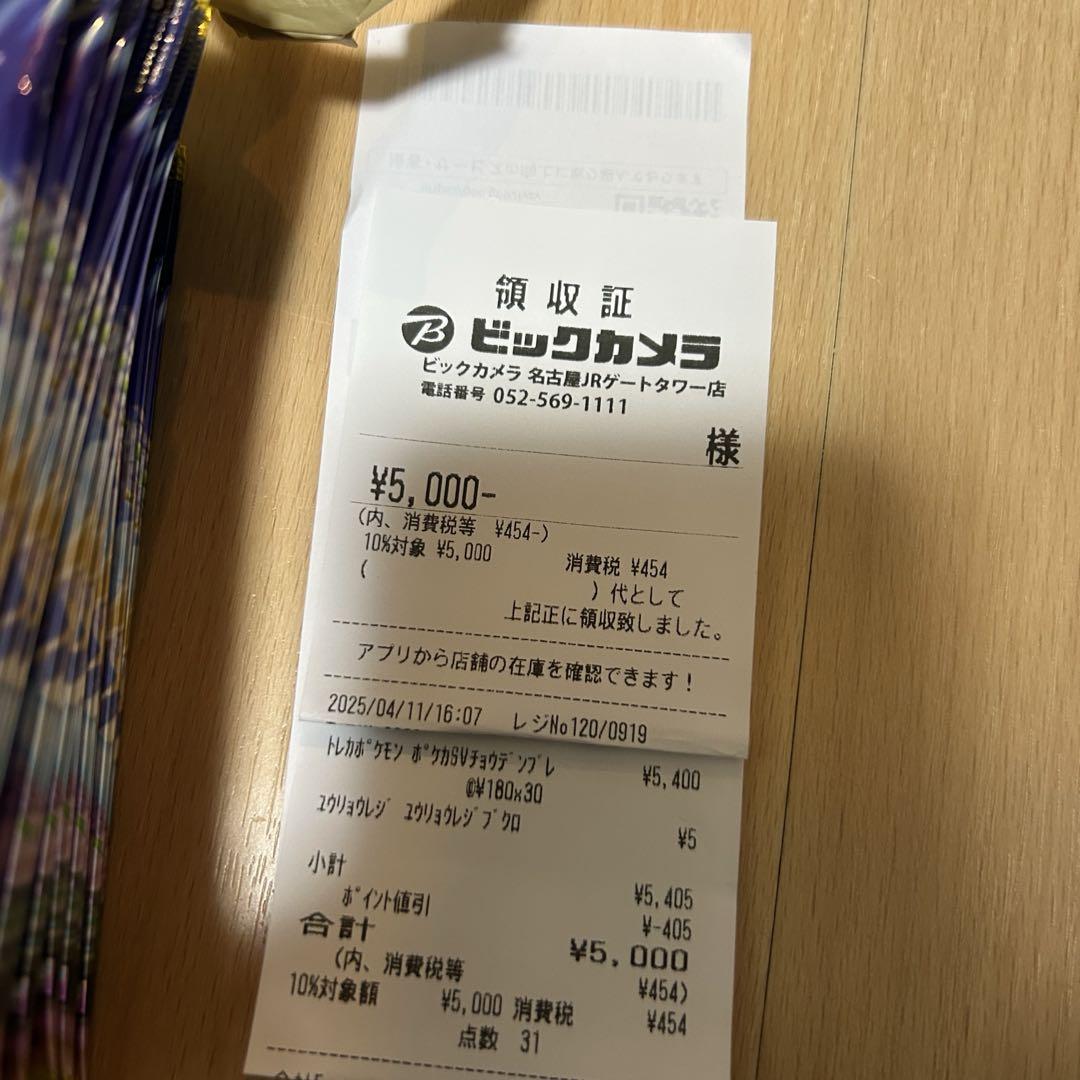 領収証
ビックカメラ
ビックカメラ 名古屋JRゲートタワー店
電話番号 052-569-1111
様
¥5,000-
(内、消費税等 ¥454-)
10%対象 ¥5,000 消費税 ¥454
( )代として
上記正に領収致しました。
アプリから店舗の在庫を確認できます!
2025/04/11/16:07 レジNo120/0919
トレカポケモン ポケカSVチョウデンブレ ¥5,400
@¥180x30
ユウリョウレジ ユウリョウレジブクロ ¥5
小計 ¥5,405
ポイント値引 ¥-405
合計 ¥5,000
(内、消費税等 ¥454)
10%対象額 ¥5,000 消費税 ¥454
点数 31